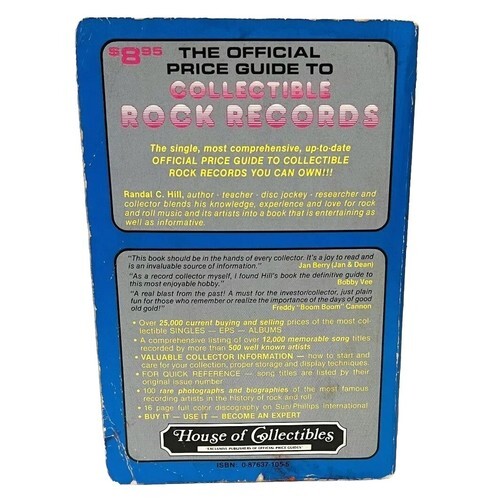 $8.95
THE OFFICIAL
PRICE GUIDE TO
COLLECTIBLE
ROCK RECORDS
The single, most comprehensive, up-to-date
OFFICIAL PRICE GUIDE TO COLLECTIBLE
ROCK RECORDS YOU CAN OWN!!!
Randal C. Hill, author - teacher - disc jockey - researcher and
collector blends his knowledge, experience and love for rock
and roll music and its artists into a book that is entertaining as
well as informative.
"This book should be in the hands of every collector. It's a joy to read and
is an invaluable source of information."
Jan Berry (Jan & Dean)
"As a record collector myself, I found Hill's book the definitive guide to
this most enjoyable hobby."
Bobby Vee
"A real blast from the past! A must for the investor/collector, just plain
fun for those who remember or realize the importance of the days of good
old gold!"
Freddy "Boom Boom" Cannon
• Over 25,000 current buying and selling prices of the most col
lectible SINGLES — EPS — ALBUMS
• A comprehensive listing of over 12,000 memorable song titles
recorded by more than 500 well known artists
• VALUABLE COLLECTOR INFORMATION — how to start and
care for your collection, proper storage and display techniques.
• FOR QUICK REFERENCE — song titles are listed by their
original issue number
• 100 rare photographs and biographies of the most famous
recording artists in the history of rock and roll
• 16 page full color discography on Sun/Phillips International
• BUY IT — USE IT — BECOME AN EXPERT
House of Collectibles
"EXCLUSIVE PUBLISHERS OF OFFICIAL PRICE GUIDES"
ISBN: 0-87637-